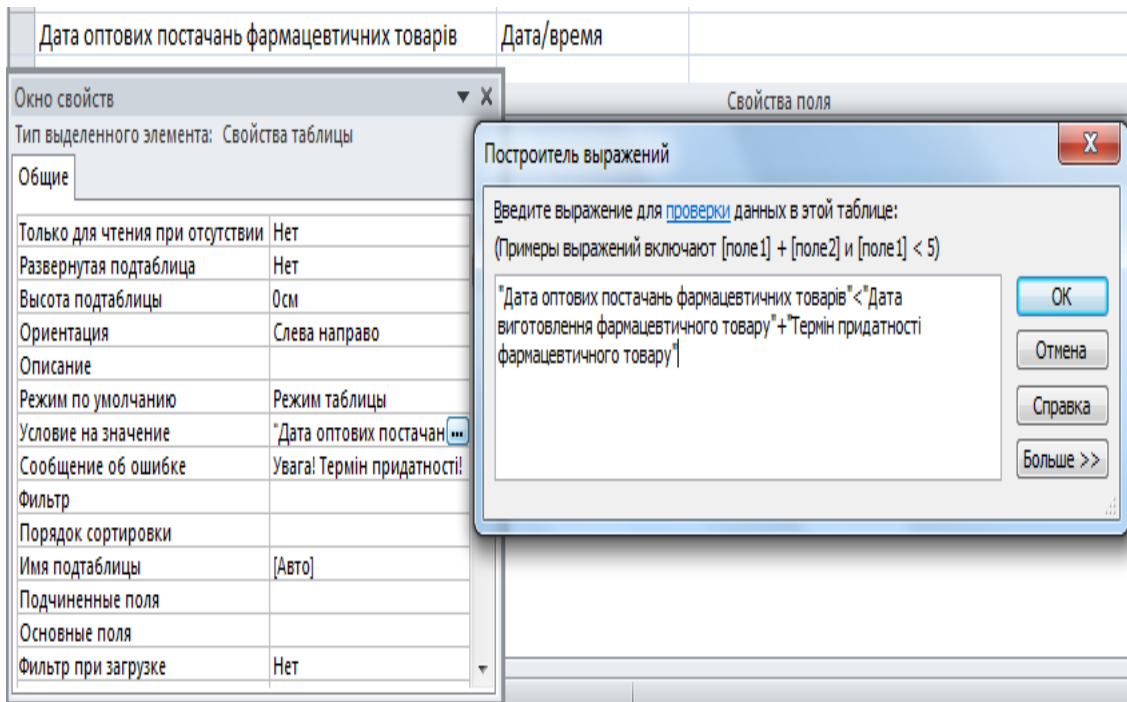 Дата оптових постачань фармацевтичних товарів Дата/время
Свойства поля
Окно свойств
Тип выделенного элемента: Свойства таблицы
Общие
Только для чтения при отсутствии Нет
Развернутая подтаблица Нет
Высота подтаблицы 0см
Ориентация Слева направо
Описание
Режим по умолчанию Режим таблицы
Условие на значение "Дата оптових постачан ...
Сообщение об ошибке Увага! Термін придатності!
Фильтр
Порядок сортировки
Имя подтаблицы [Авто]
Подчиненные поля
Основные поля
Фильтр при загрузке Нет
Построитель выражений
Введите выражение для проверки данных в этой таблице:
(Примеры выражений включают [поле1] + [поле2] и [поле1] < 5)
"Дата оптових постачань фармацевтичних товарів"<"Дата
виготовлення фармацевтичного товару"+"Термін придатності
фармацевтичного товару"
OK
Отмена
Справка
Больше >>